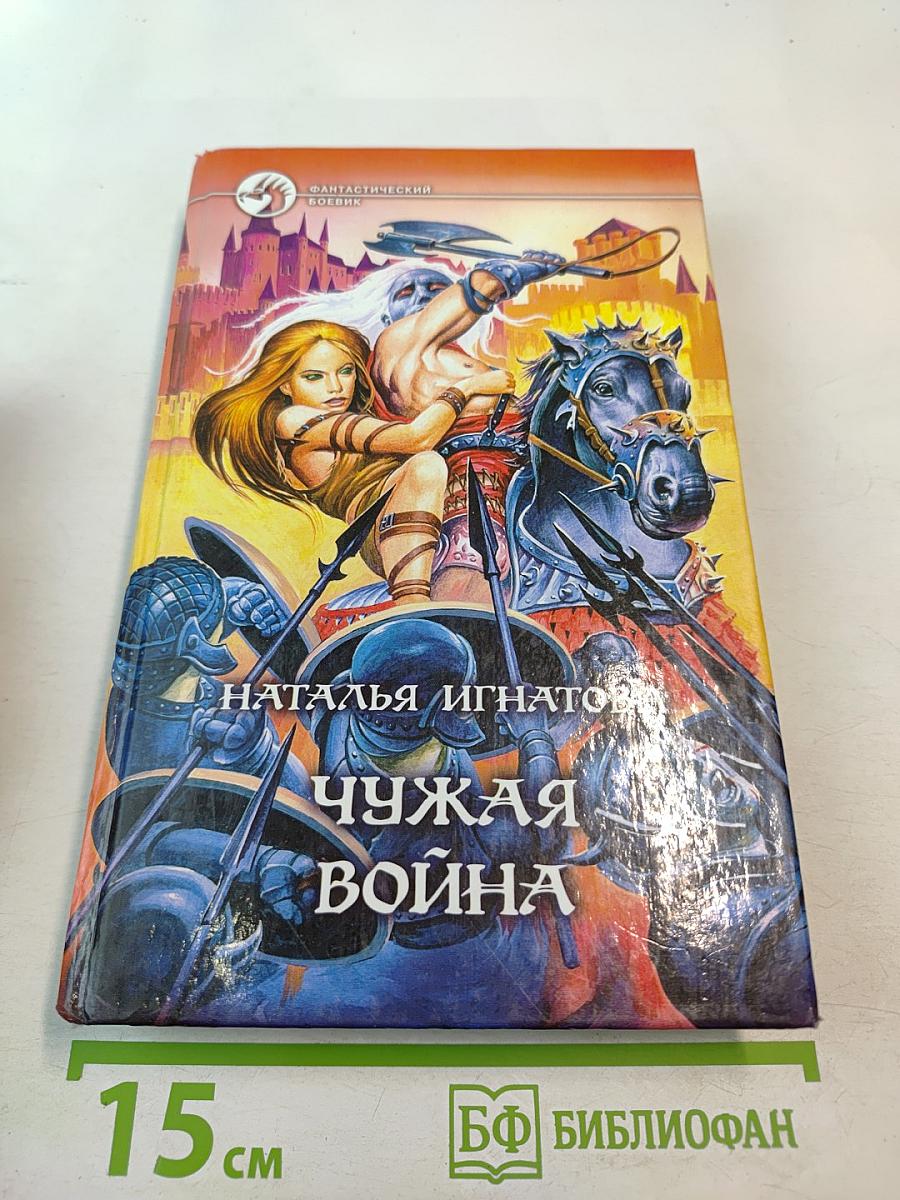 ФАНТАСТИЧЕСКИЙ
БОЕВИК
НАТАЛЬЯ ИГНАТОВА
ЧУЖАЯ
ВОЙНА
15 см
БФ БИБЛИОФАН